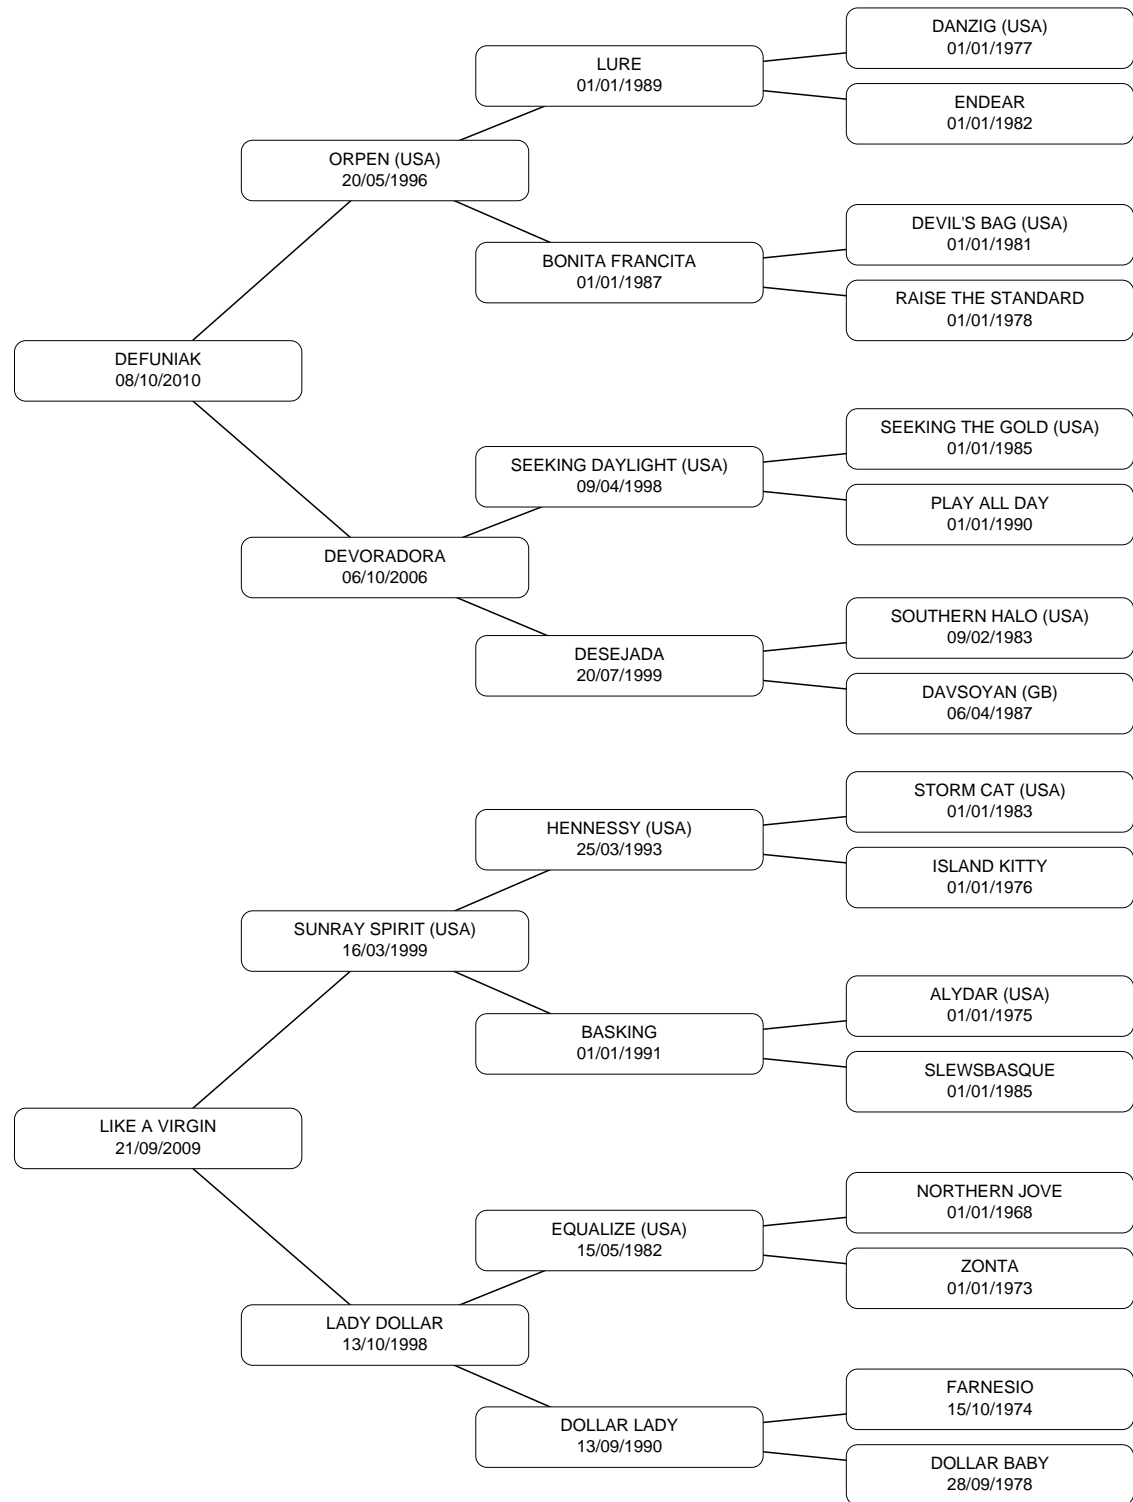 DANZIG (USA)
01/01/1977
LURE
01/01/1989
ENDEAR
01/01/1982
ORPEN (USA)
20/05/1996
DEVIL'S BAG (USA)
01/01/1981
BONITA FRANCITA
01/01/1987
RAISE THE STANDARD
01/01/1978
DEFUNIAK
08/10/2010
SEEKING THE GOLD (USA)
01/01/1985
SEEKING DAYLIGHT (USA)
09/04/1998
PLAY ALL DAY
01/01/1990
DEVORADORA
06/10/2006
SOUTHERN HALO (USA)
09/02/1983
DESEJADA
20/07/1999
DAVSOYAN (GB)
06/04/1987
STORM CAT (USA)
01/01/1983
HENNESSY (USA)
25/03/1993
ISLAND KITTY
01/01/1976
SUNRAY SPIRIT (USA)
16/03/1999
ALYDAR (USA)
01/01/1975
BASKING
01/01/1991
SLEWSBASQUE
01/01/1985
LIKE A VIRGIN
21/09/2009
NORTHERN JOVE
01/01/1968
EQUALIZE (USA)
15/05/1982
ZONTA
01/01/1973
LADY DOLLAR
13/10/1998
FARNESIO
15/10/1974
DOLLAR LADY
13/09/1990
DOLLAR BABY
28/09/1978